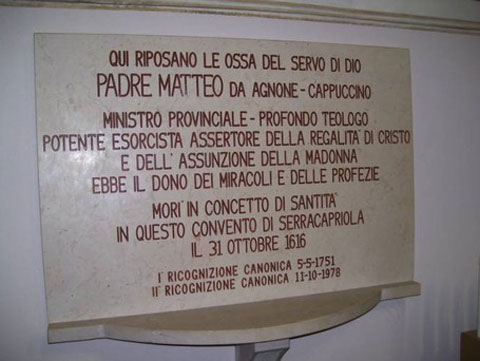 QUI RIPOSANO LE OSSA DEL SERVO DI DIO
PADRE MATTEO DA AGNONE - CAPPUCCINO
MINISTRO PROVINCIALE - PROFONDO TEOLOGO
POTENTE ESORCISTA ASSERTORE DELLA REGALITA' DI CRISTO
E DELL'ASSUNZIONE DELLA MADONNA
EBBE IL DONO DEI MIRACOLI E DELLE PROFEZIE
MORI' IN CONCETTO DI SANTITA'
IN QUESTO CONVENTO DI SERRACAPRIOLA
IL 31 OTTOBRE 1616
I° RICOGNIZIONE CANONICA 5-5-1751
II° RICOGNIZIONE CANONICA 11-10-1978